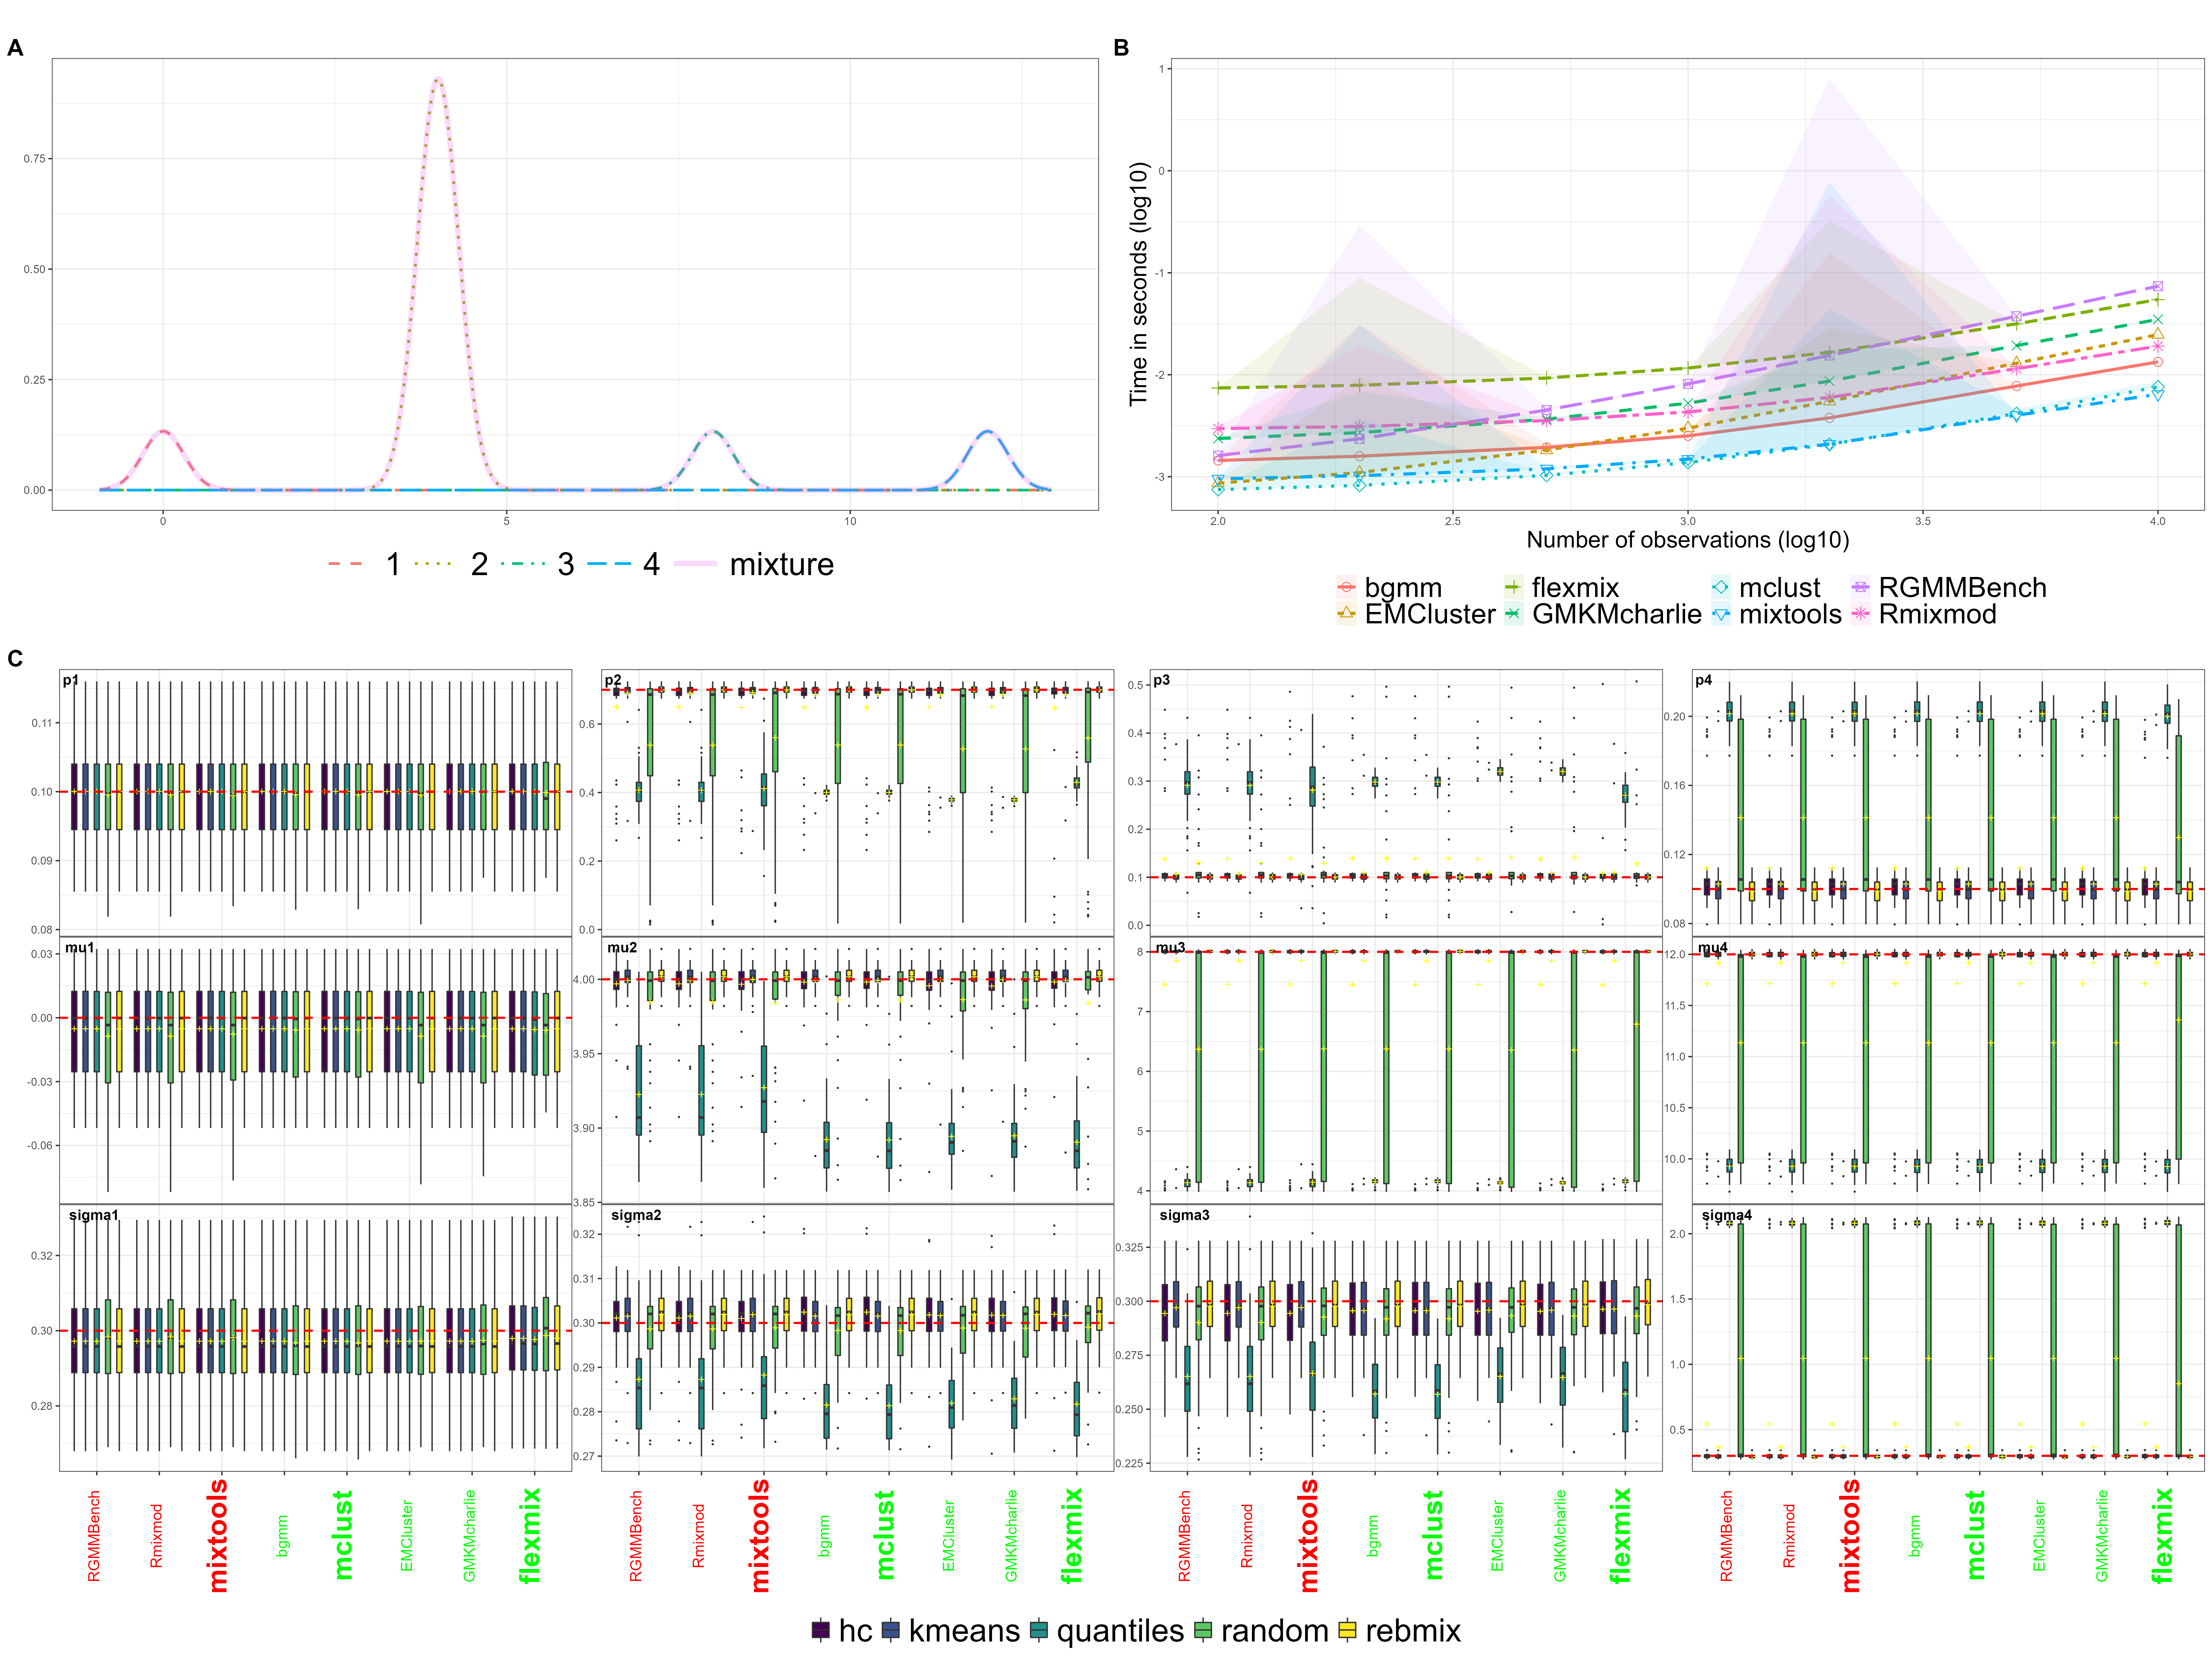 A
0.75
0.50
0.25
0.00
0 5 10
1 2 3 4 mixture
B
Time in seconds (log10)
1
0
-1
-2
-3
2.0 2.5 3.0 3.5 4.0
Number of observations (log10)
bgmm flexmix mclust RGMMBench
EMCluster GMKMcharlie mixtools Rmixmod
C
p1
0.11
0.10
0.09
0.08
p2
0.6
0.4
0.2
0.0
p3
0.5
0.4
0.3
0.2
0.1
0.0
p4
0.20
0.16
0.12
0.08
mu1
0.03
0.00
-0.03
-0.06
mu2
4.00
3.95
3.90
3.85
mu3
8
7
6
5
4
mu4
12.0
11.5
11.0
10.0
sigma1
0.32
0.30
0.28
sigma2
0.32
0.31
0.30
0.29
0.28
0.27
sigma3
0.325
0.300
0.275
0.250
0.225
sigma4
2.0
1.5
1.0
0.5
RGMMBench Rmixmod mixtools bgmm mclust EMCluster GMKMcharlie flexmix
RGMMBench Rmixmod mixtools bgmm mclust EMCluster GMKMcharlie flexmix
RGMMBench Rmixmod mixtools bgmm mclust EMCluster GMKMcharlie flexmix
RGMMBench Rmixmod mixtools bgmm mclust EMCluster GMKMcharlie flexmix
hc kmeans quantiles random rebmix